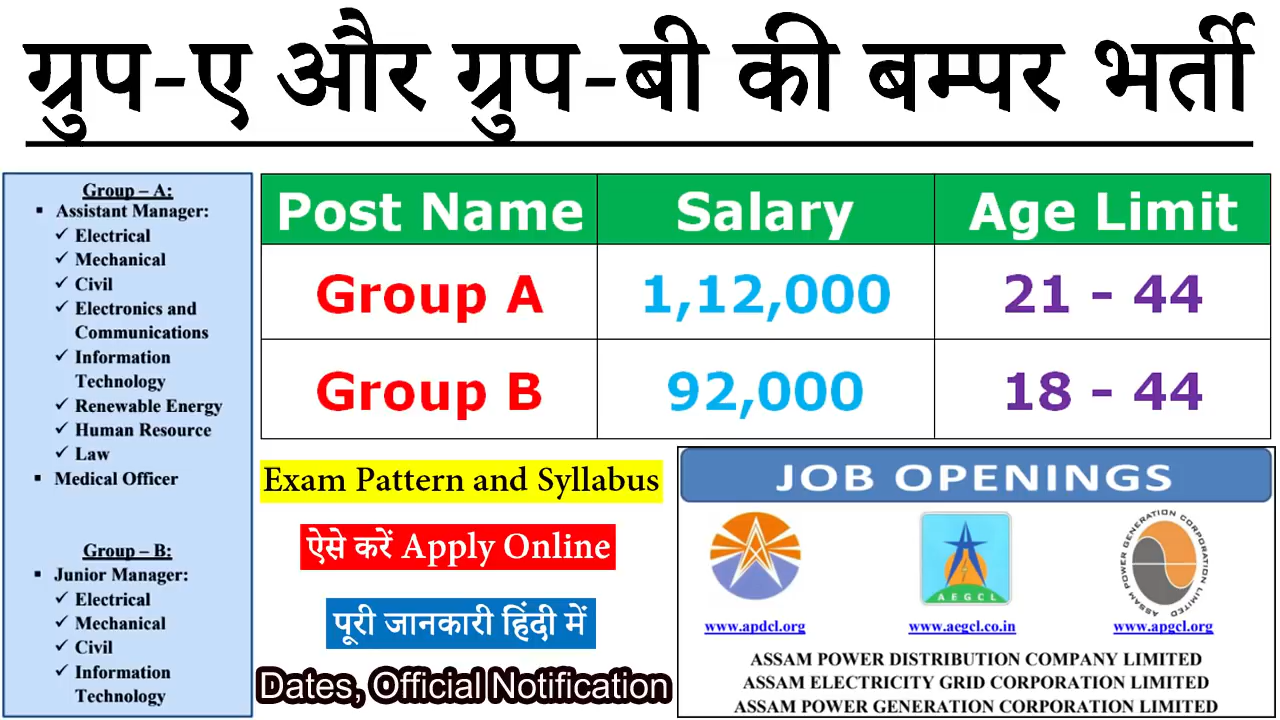 ग्रुप-ए और ग्रुप-बी की बम्पर भर्ती
Group – A:
▪ Assistant Manager:
✓ Electrical
✓ Mechanical
✓ Civil
✓ Electronics and
Communications
✓ Information
Technology
✓ Renewable Energy
✓ Human Resource
✓ Law
▪ Medical Officer
Group – B:
▪ Junior Manager:
✓ Electrical
✓ Mechanical
✓ Civil
✓ Information
Technology
Post Name Salary Age Limit
Group A 1,12,000 21 - 44
Group B 92,000 18 - 44
Exam Pattern and Syllabus
ऐसे करें Apply Online
पूरी जानकारी हिंदी में
Dates, Official Notification
JOB OPENINGS
AEGCL
ASSAM POWER GENERATION CORPORATION LIMITED
www.apdcl.org www.aegcl.co.in www.apgcl.org
ASSAM POWER DISTRIBUTION COMPANY LIMITED
ASSAM ELECTRICITY GRID CORPORATION LIMITED
ASSAM POWER GENERATION CORPORATION LIMITED